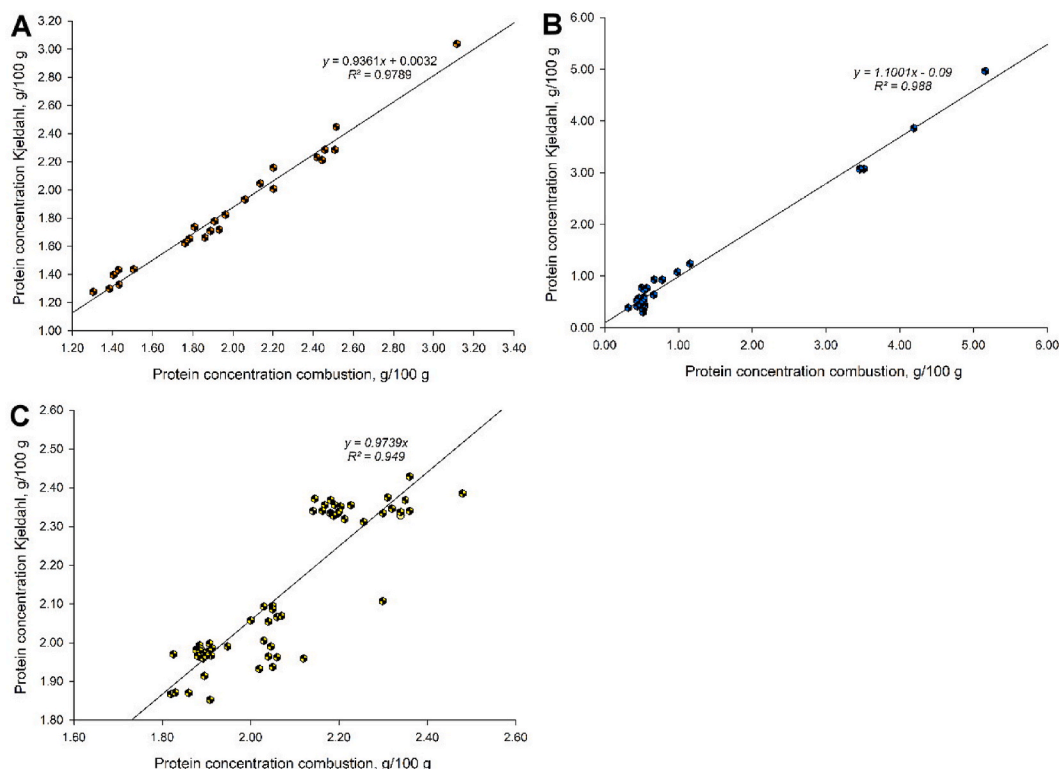 A
3.20
3.00
2.80
2.60
2.40
2.20
2.00
1.80
1.60
1.40
1.20
1.00
Protein concentration Kjeldahl, g/100 g
y = 0.9361x + 0.0032
R² = 0.9789
1.20 1.40 1.60 1.80 2.00 2.20 2.40 2.60 2.80 3.00 3.20 3.40
Protein concentration combustion, g/100 g
B
6.00
5.00
4.00
3.00
2.00
1.00
0.00
Protein concentration Kjeldahl, g/100 g
y = 1.1001x - 0.09
R² = 0.988
0.00 1.00 2.00 3.00 4.00 5.00 6.00
Protein concentration combustion, g/100 g
C
2.60
2.50
2.40
2.30
2.20
2.10
2.00
1.90
1.80
Protein concentration Kjeldahl, g/100 g
y = 0.9739x
R² = 0.949
1.60 1.80 2.00 2.20 2.40 2.60
Protein concentration combustion, g/100 g